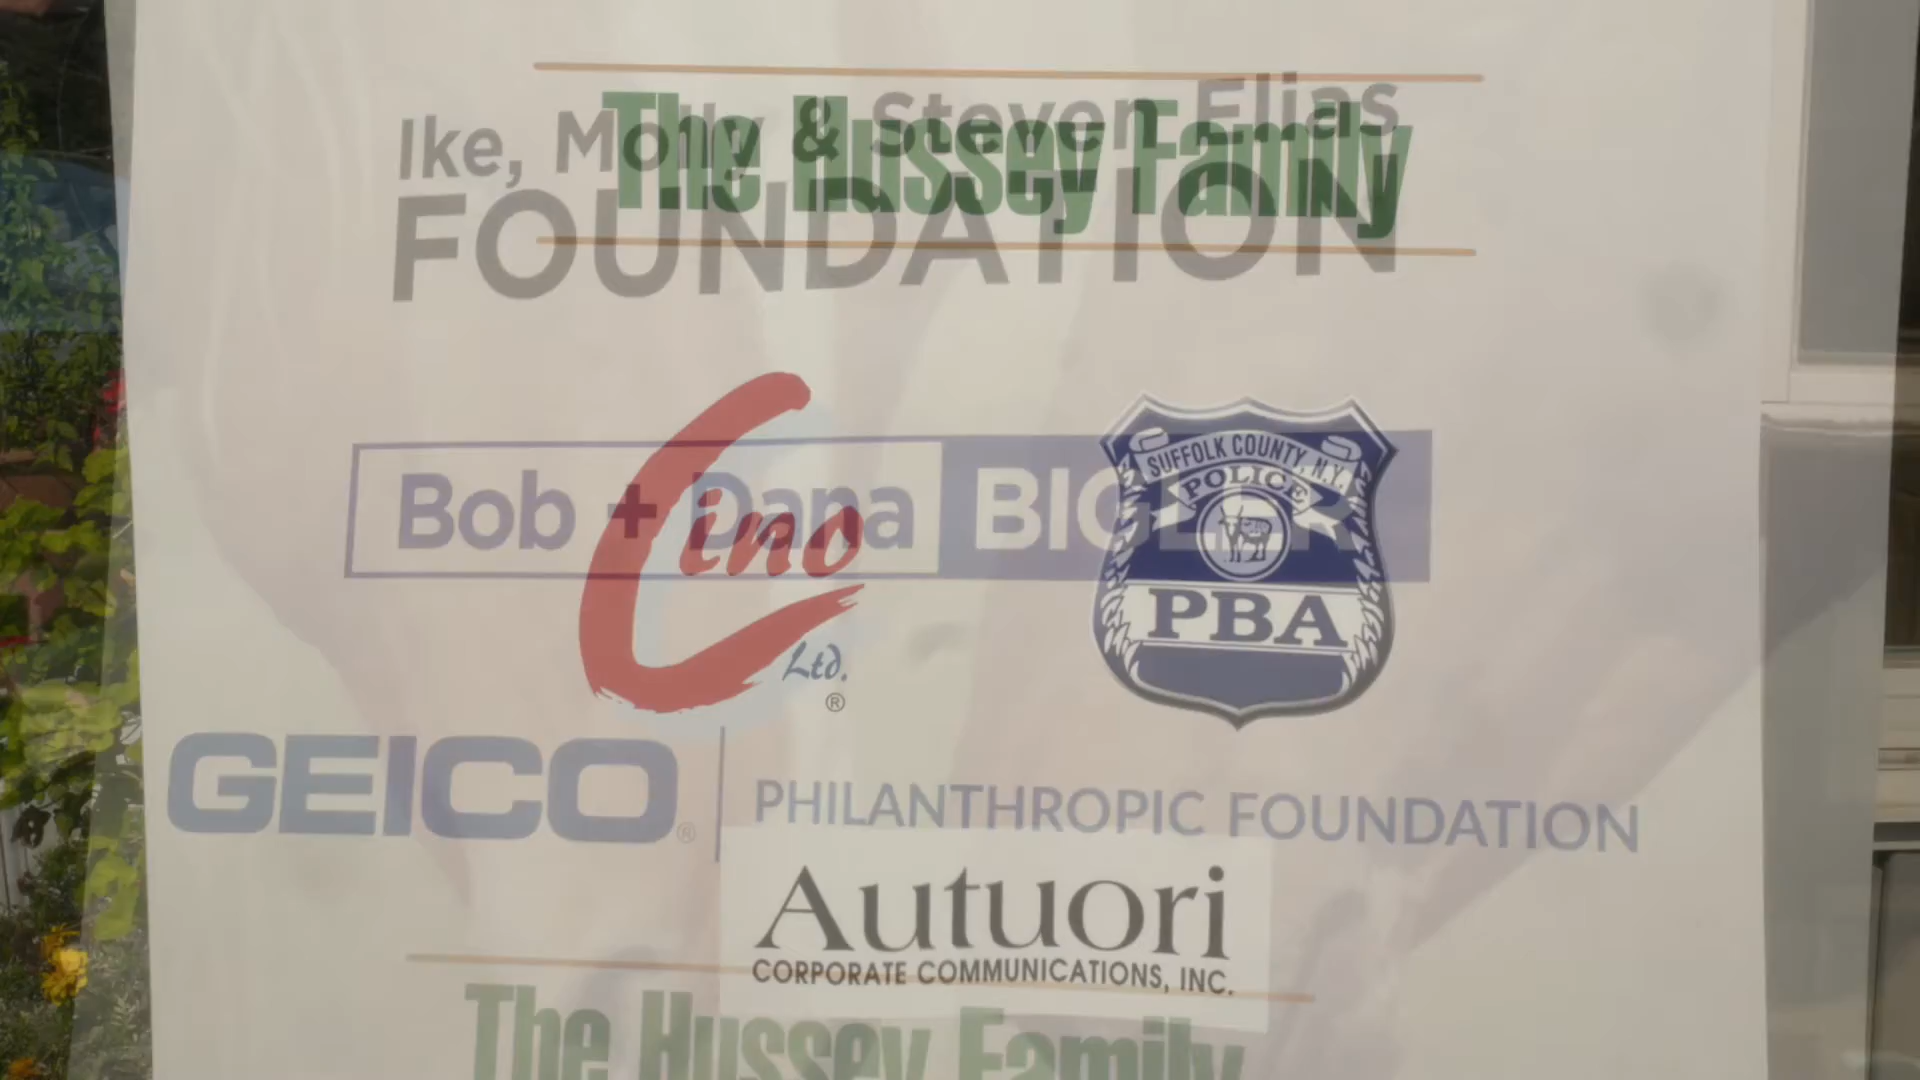 Ike, Molly & Steven Elias
FOUNDATION
The Hussey Family
Bob + Dana BIGLER
Cino
Ltd.
®
SUFFOLK COUNTY, N.Y.
POLICE
PBA
GEICO® PHILANTHROPIC FOUNDATION
Autuori
CORPORATE COMMUNICATIONS, INC.
The Hussey Family